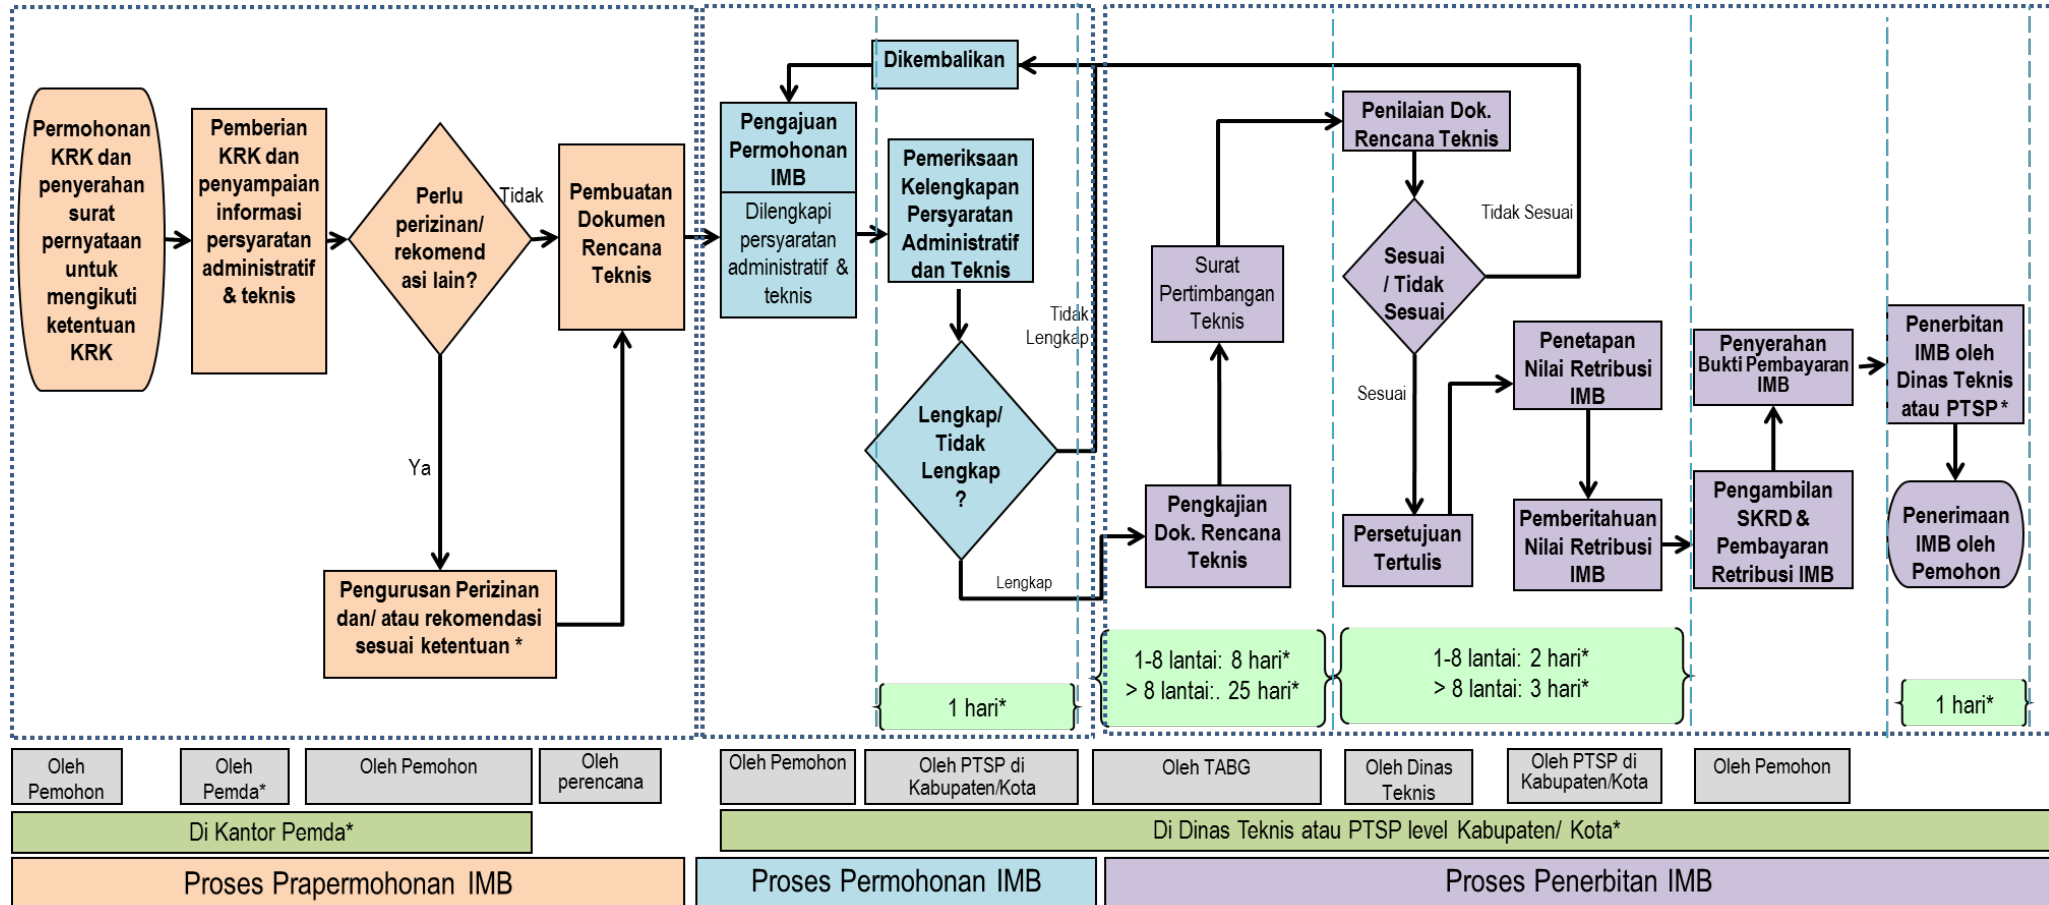 Permohonan
KRK dan
penyerahan
surat
pernyataan
untuk
mengikuti
ketentuan
KRK
Pemberian
KRK dan
penyampaian
informasi
persyaratan
administratif
& teknis
Perlu
perizinan/
rekomend
asi lain?
Tidak
Ya
Pembuatan
Dokumen
Rencana
Teknis
Pengurusan Perizinan
dan/ atau rekomendasi
sesuai ketentuan *
Dikembalikan
Pengajuan
Permohonan
IMB
Dilengkapi
persyaratan
administratif &
teknis
Pemeriksaan
Kelengkapan
Persyaratan
Administratif
dan Teknis
Tidak
Lengkap
Lengkap/
Tidak
Lengkap
?
Lengkap
1 hari*
Pengkajian
Dok. Rencana
Teknis
Surat
Pertimbangan
Teknis
Penilaian Dok.
Rencana Teknis
Tidak Sesuai
Sesuai
/ Tidak
Sesuai
Sesuai
Persetujuan
Tertulis
Penetapan
Nilai Retribusi
IMB
Pemberitahuan
Nilai Retribusi
IMB
Penyerahan
Bukti Pembayaran
IMB
Pengambilan
SKRD &
Pembayaran
Retribusi IMB
Penerbitan
IMB oleh
Dinas Teknis
atau PTSP *
Penerimaan
IMB oleh
Pemohon
1-8 lantai: 8 hari*
> 8 lantai:. 25 hari*
1-8 lantai: 2 hari*
> 8 lantai: 3 hari*
1 hari*
Oleh
Pemohon
Oleh
Pemda*
Oleh Pemohon
Oleh
perencana
Oleh Pemohon
Oleh PTSP di
Kabupaten/Kota
Oleh TABG
Oleh Dinas
Teknis
Oleh PTSP di
Kabupaten/Kota
Oleh Pemohon
Di Kantor Pemda*
Di Dinas Teknis atau PTSP level Kabupaten/ Kota*
Proses Prapermohonan IMB
Proses Permohonan IMB
Proses Penerbitan IMB